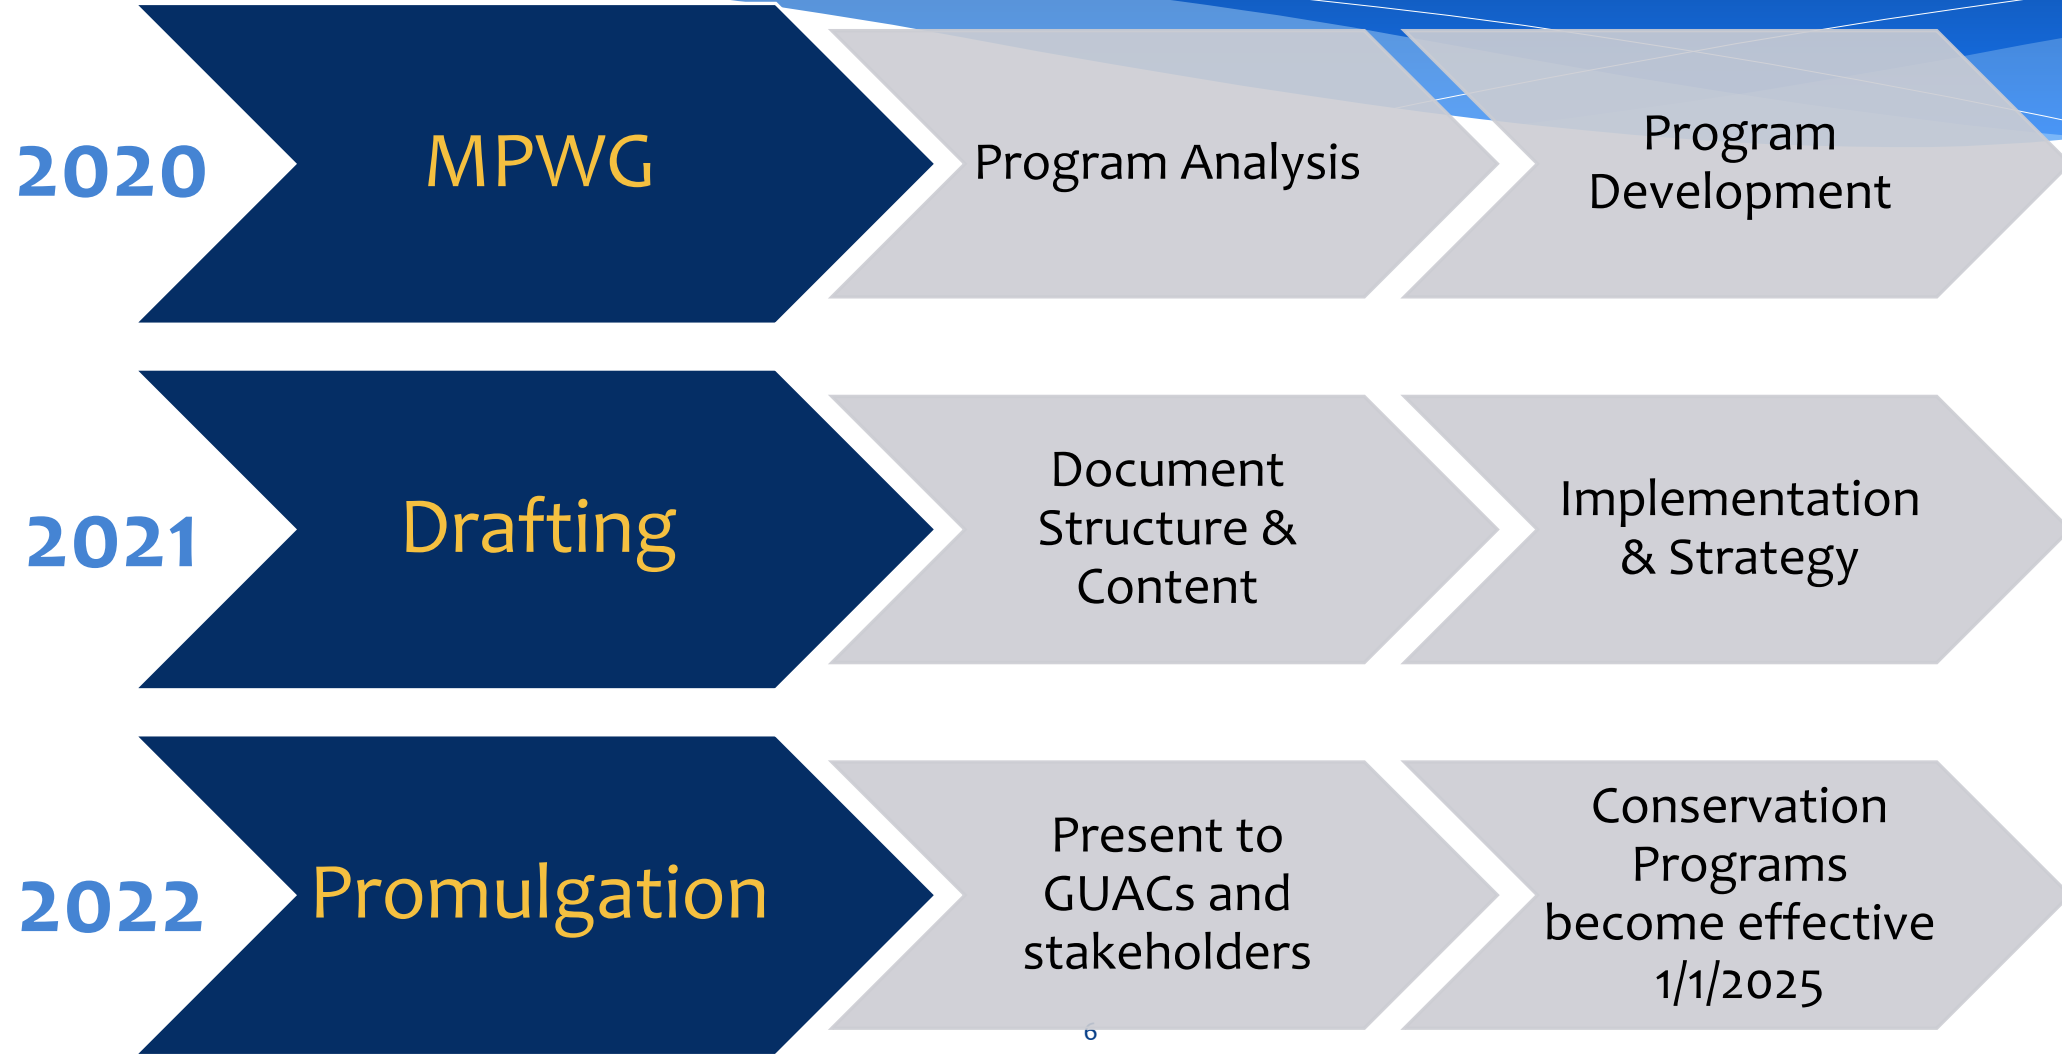 2020
MPWG
Program Analysis
Program
Development
2021
Drafting
Document
Structure &
Content
Implementation
& Strategy
2022
Promulgation
Present to
GUACs and
stakeholders
Conservation
Programs
become effective
1/1/2025
6